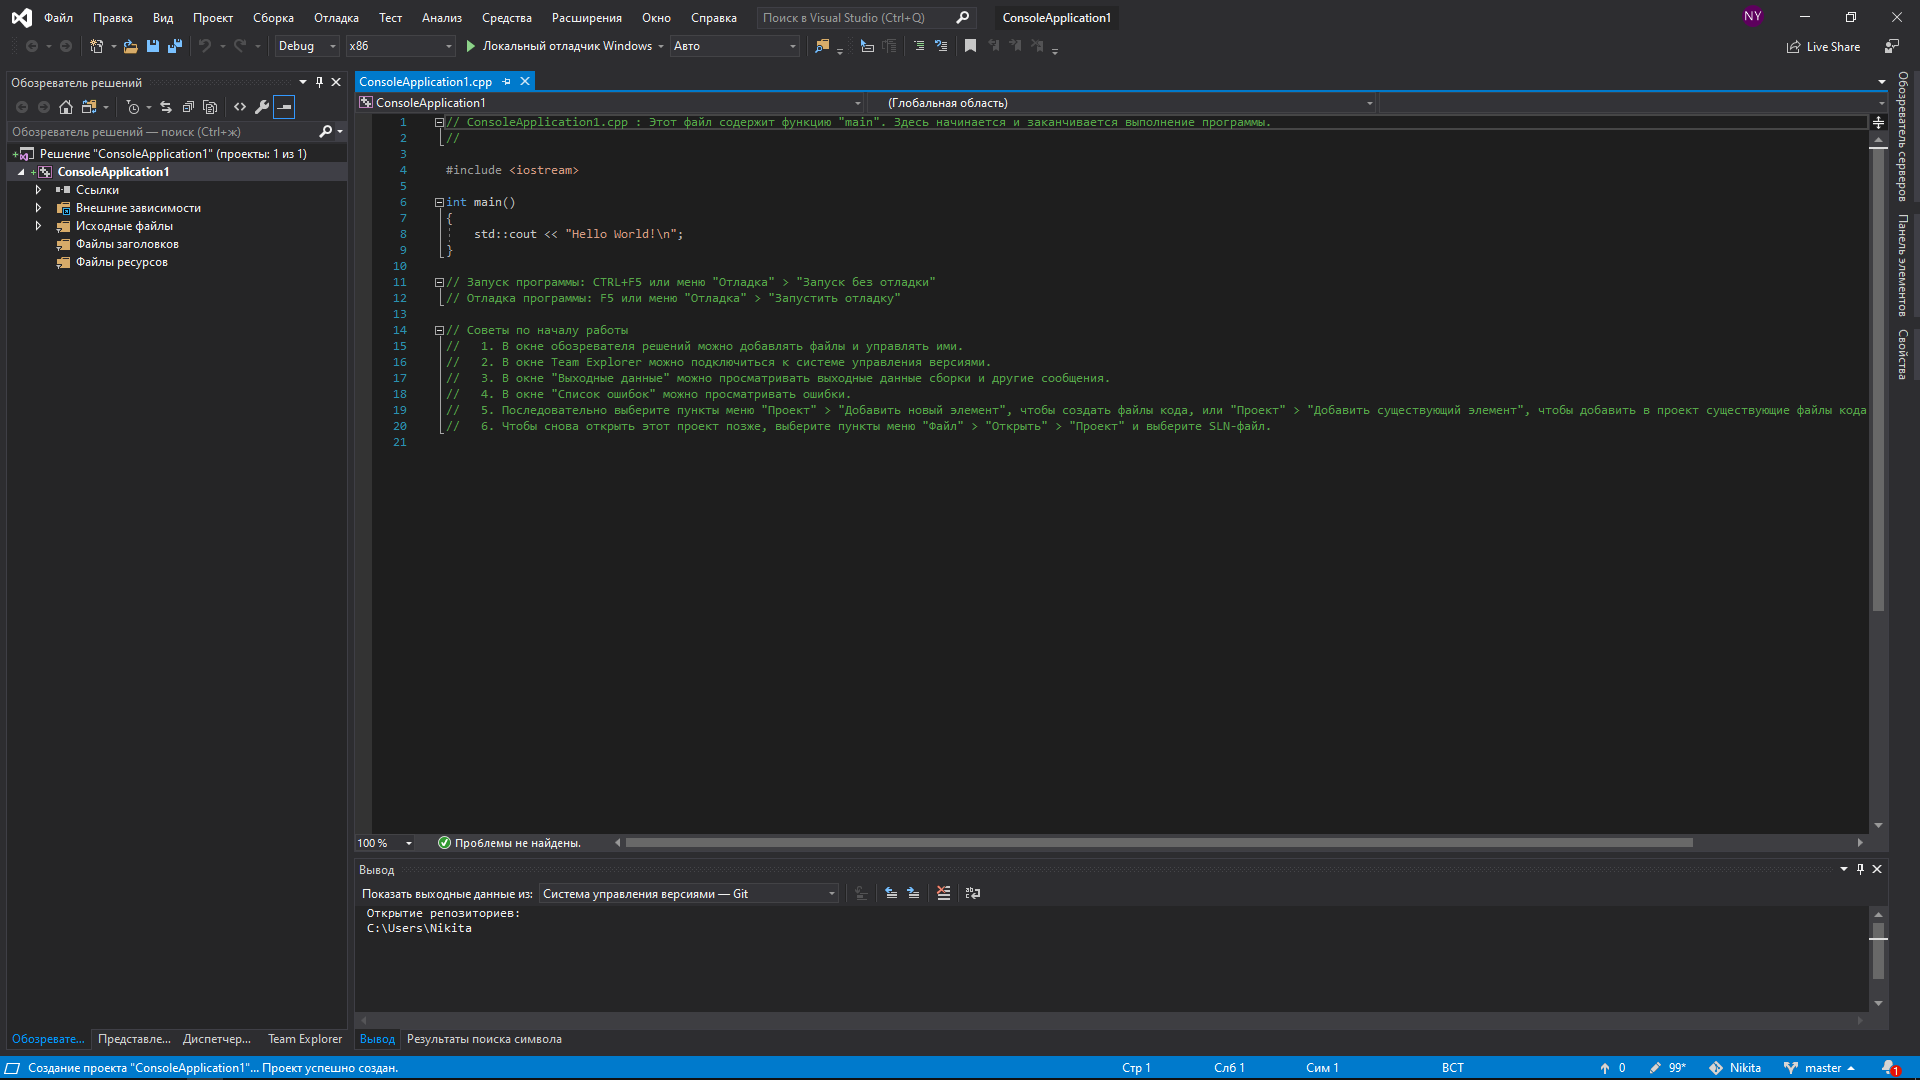 Файл Правка Вид Проект Сборка Отладка Тест Анализ Средства Расширения Окно Справка Поиск в Visual Studio (Ctrl+Q) ConsoleApplication1 NY
Debug x86 Локальный отладчик Windows Авто Live Share
Обозреватель решений
Обозреватель решений — поиск (Ctrl+ж)
Решение "ConsoleApplication1" (проекты: 1 из 1)
ConsoleApplication1
Ссылки
Внешние зависимости
Исходные файлы
Файлы заголовков
Файлы ресурсов
Обозревате... Представле... Диспетчер... Team Explorer
ConsoleApplication1.cpp
ConsoleApplication1 (Глобальная область)
1 // ConsoleApplication1.cpp : Этот файл содержит функцию "main". Здесь начинается и заканчивается выполнение программы.
2 //
3
4 #include <iostream>
5
6 int main()
7 {
8 std::cout << "Hello World!\n";
9 }
10
11 // Запуск программы: CTRL+F5 или меню "Отладка" > "Запуск без отладки"
12 // Отладка программы: F5 или меню "Отладка" > "Запустить отладку"
13
14 // Советы по началу работы
15 // 1. В окне обозревателя решений можно добавлять файлы и управлять ими.
16 // 2. В окне Team Explorer можно подключиться к системе управления версиями.
17 // 3. В окне "Выходные данные" можно просматривать выходные данные сборки и другие сообщения.
18 // 4. В окне "Список ошибок" можно просматривать ошибки.
19 // 5. Последовательно выберите пункты меню "Проект" > "Добавить новый элемент", чтобы создать файлы кода, или "Проект" > "Добавить существующий элемент", чтобы добавить в проект существующие файлы кода
20 // 6. Чтобы снова открыть этот проект позже, выберите пункты меню "Файл" > "Открыть" > "Проект" и выберите SLN-файл.
21
100 % Проблемы не найдены.
Вывод
Показать выходные данные из: Система управления версиями — Git
Открытие репозиториев:
C:\Users\Nikita
Вывод Результаты поиска символа
Обозреватель серверов
Панель элементов
Свойства
Создание проекта "ConsoleApplication1"... Проект успешно создан. Стр 1 Слб 1 Сим 1 ВСТ 0 99* Nikita master 1